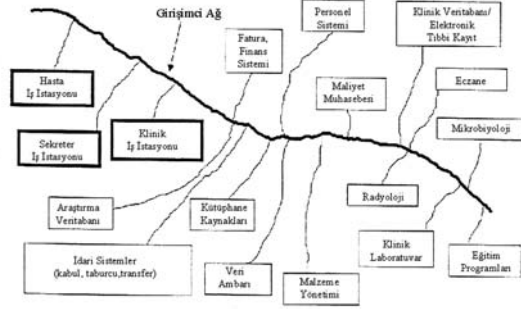 Girişimci Ağ
Hasta
İş İstasyonu
Sekreter
İş İstasyonu
Klinik
İş İstasyonu
Fatura,
Finans
Sistemi
Personel
Sistemi
Klinik Veritabanı/
Elektronik
Tıbbi Kayıt
Maliyet
Muhasebesi
Eczane
Mikrobiyoloji
Araştırma
Veritabanı
Kütüphane
Kaynakları
Radyoloji
İdari Sistemler
(kabul, taburcu,transfer)
Veri
Ambarı
Malzeme
Yönetimi
Klinik
Laboratuvar
Eğitim
Programları